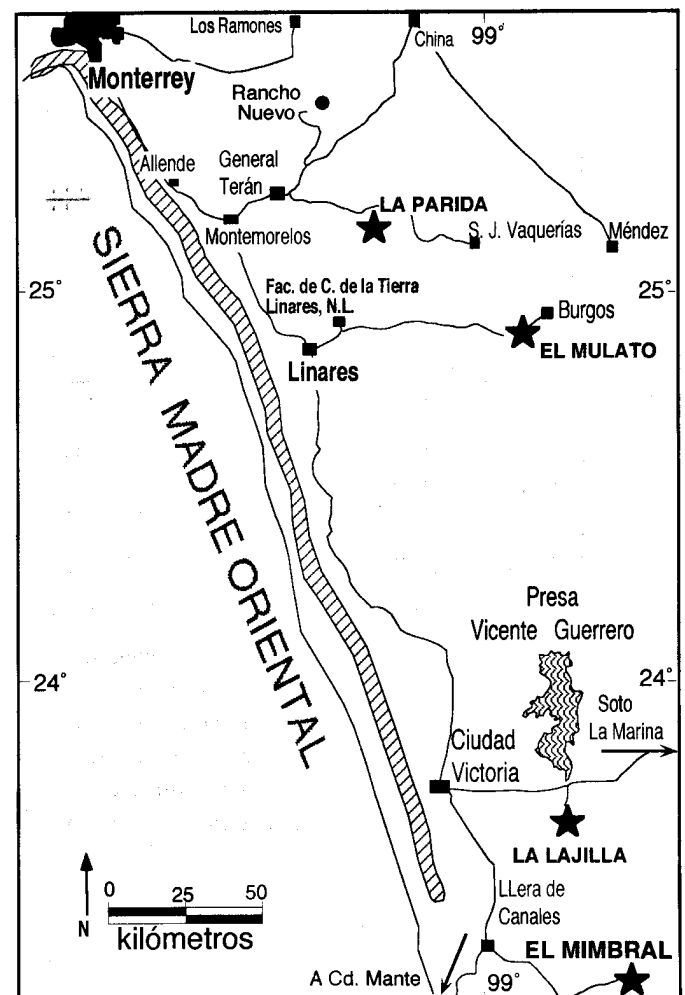 Los Ramones
China
99°
Monterrey
Rancho
Nuevo
Allende
General
Terán
LA PARIDA
Montemorelos
S. J. Vaquerías
Méndez
25°
25°
Fac. de C. de la Tierra
Linares, N.L.
Burgos
EL MULATO
Linares
SIERRA MADRE ORIENTAL
Presa
Vicente Guerrero
24°
24°
Soto
La Marina
Ciudad
Victoria
LA LAJILLA
0 25 50
kilómetros
N
LLera de
Canales
EL MIMBRAL
A Cd. Mante
99°